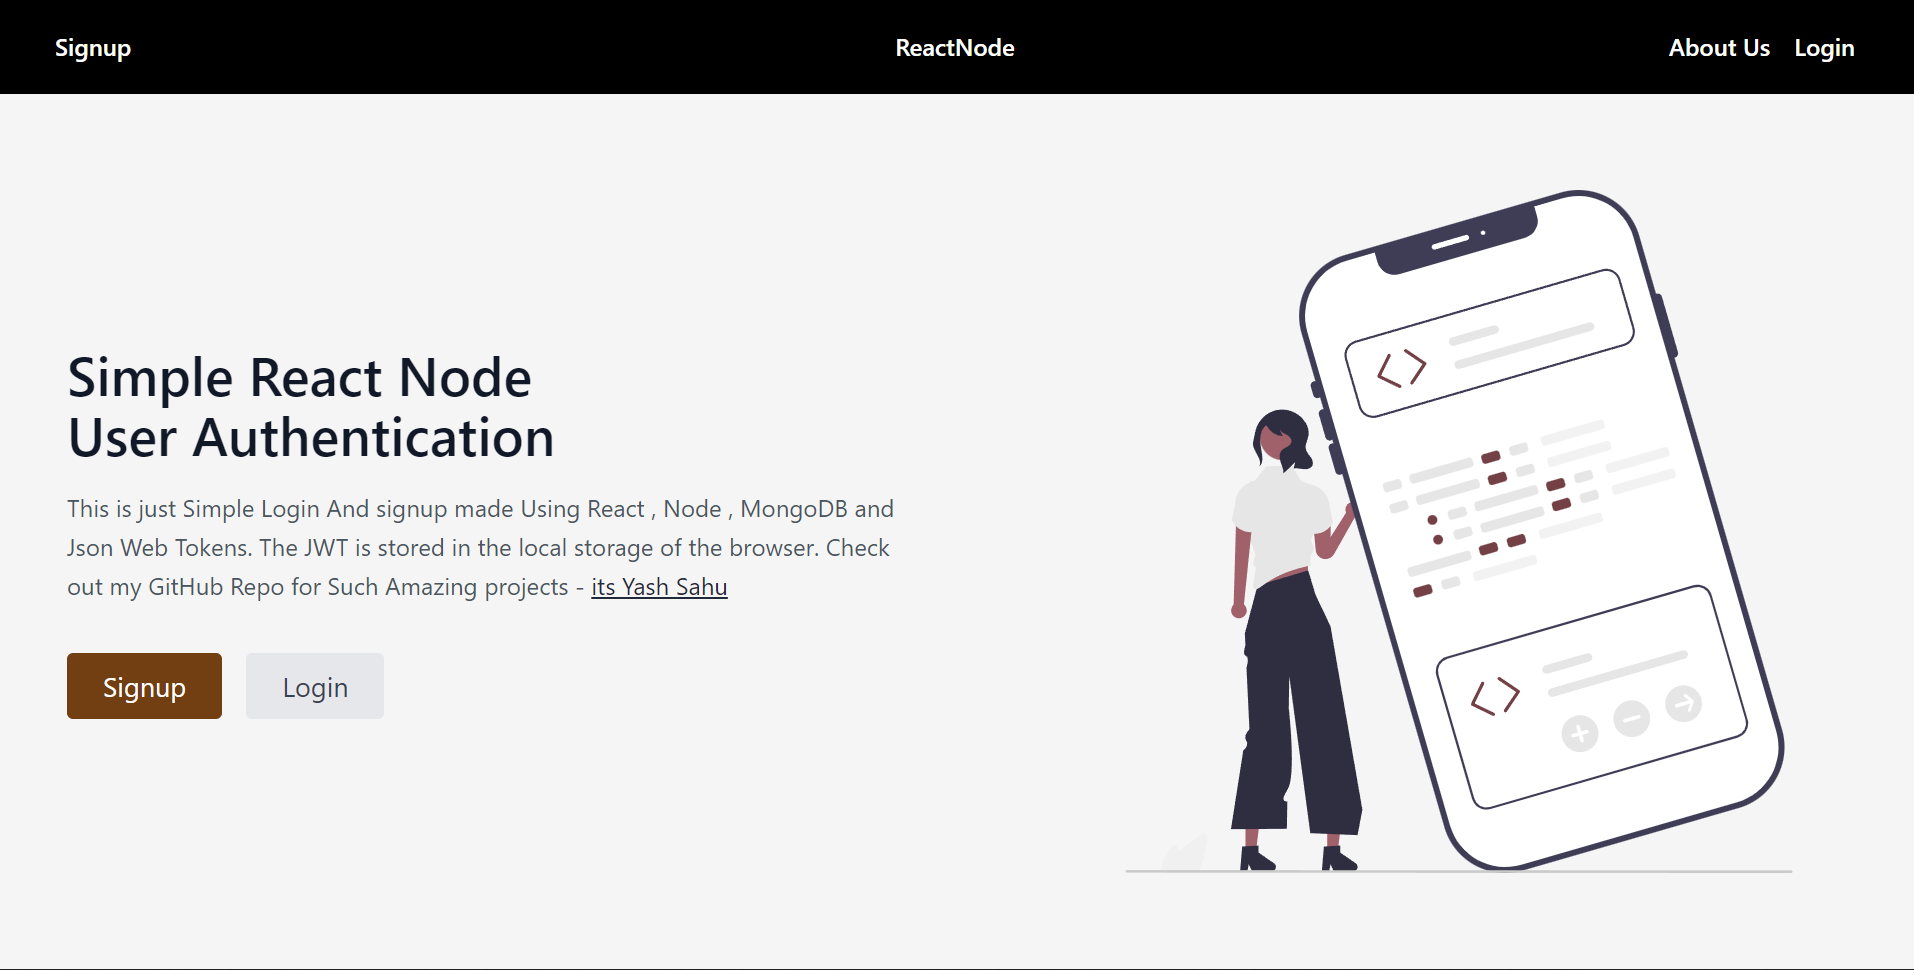 Signup
ReactNode
About Us
Login
Simple React Node
User Authentication
This is just Simple Login And signup made Using React , Node , MongoDB and
Json Web Tokens. The JWT is stored in the local storage of the browser. Check
out my GitHub Repo for Such Amazing projects - its Yash Sahu
Signup
Login